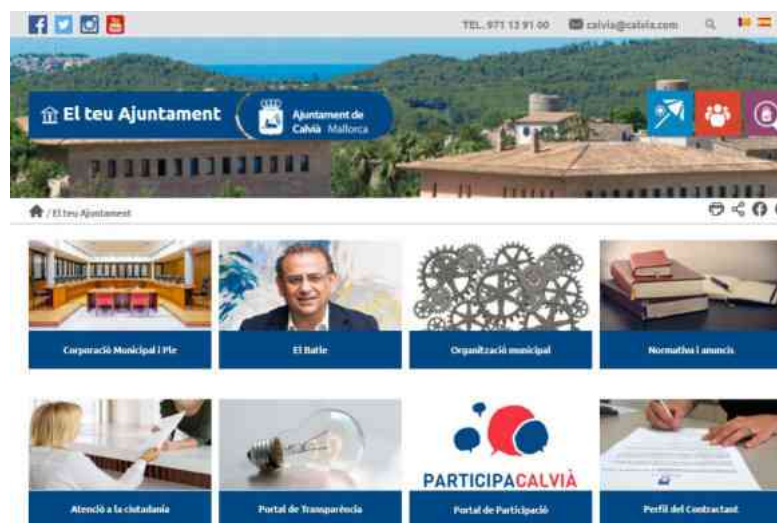 TEL. 971 13 91 00 calvia@calvia.com
El teu Ajuntament
Ajuntament de
Calvià Mallorca
/ El teu Ajuntament
Corporació Municipal i Ple
El Batle
Organització municipal
Normativa i anuncis
PARTICIPACALVIÀ
Atenció a la ciutadania
Portal de Transparència
Portal de Participació
Perfil del Contractant